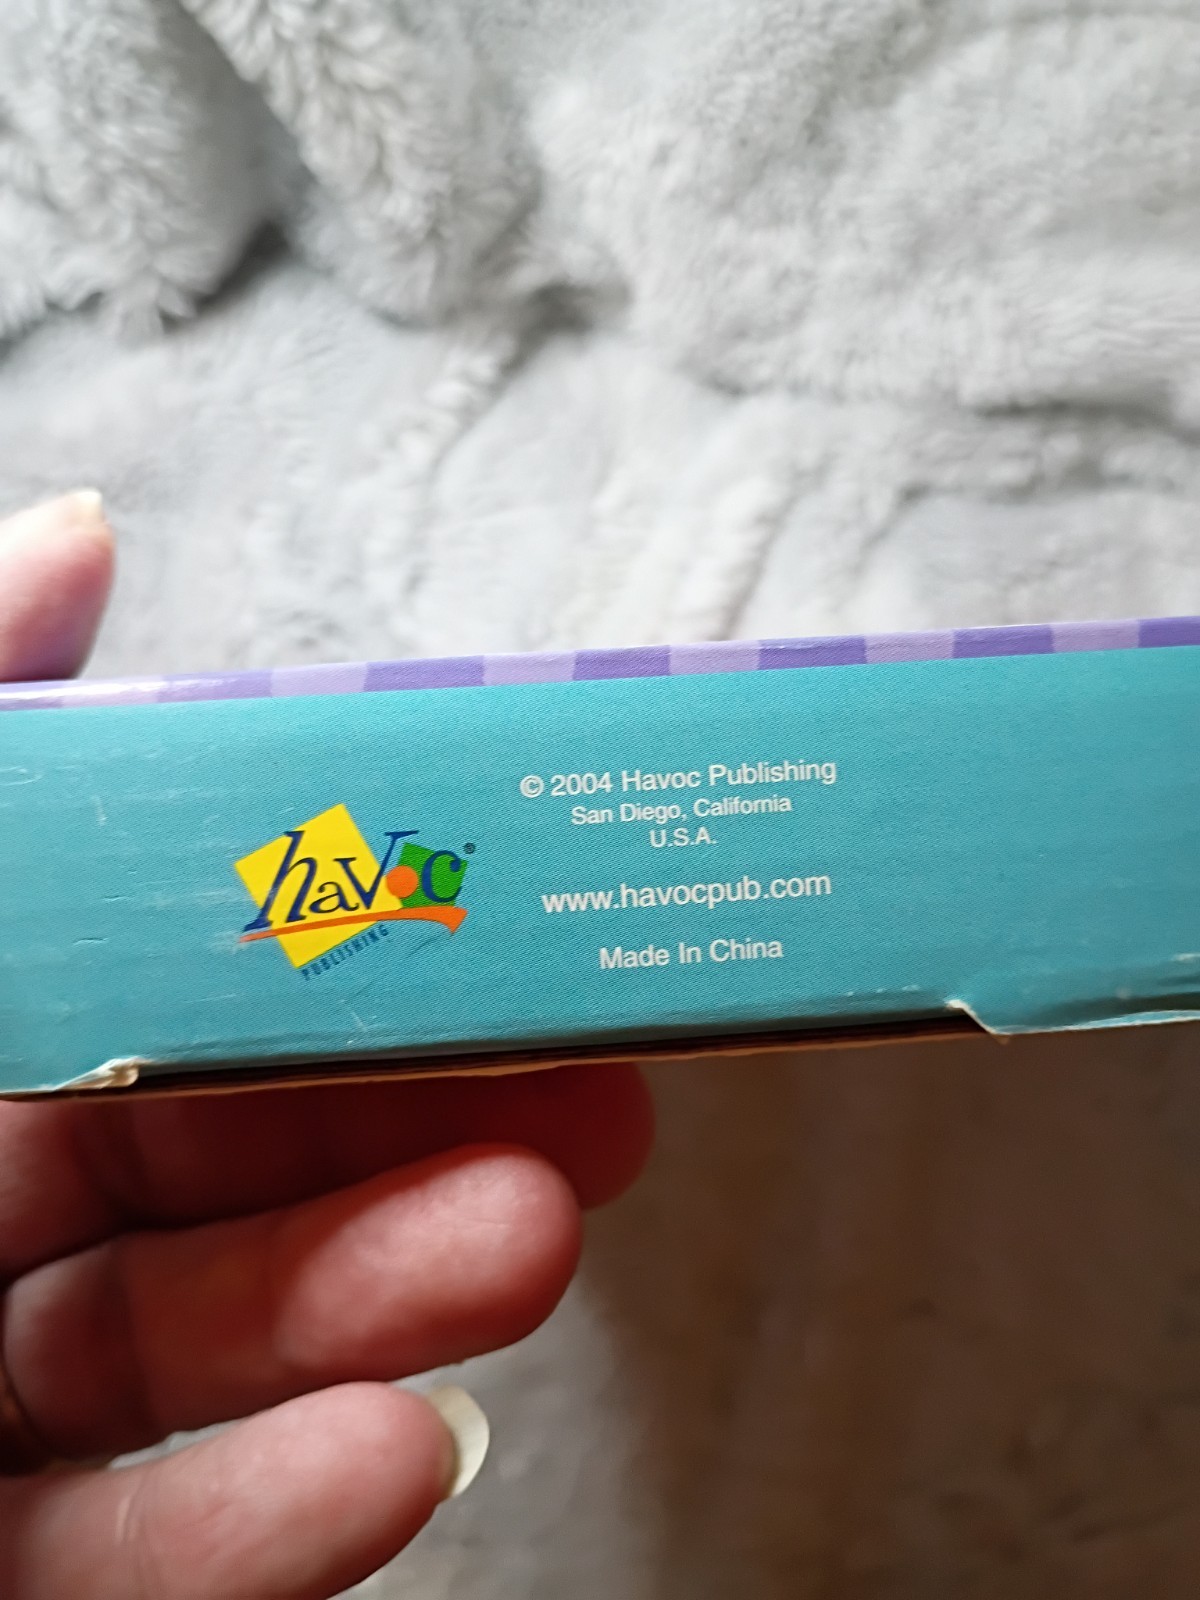 havoc®
PUBLISHING
© 2004 Havoc Publishing
San Diego, California
U.S.A.
www.havocpub.com
Made In China